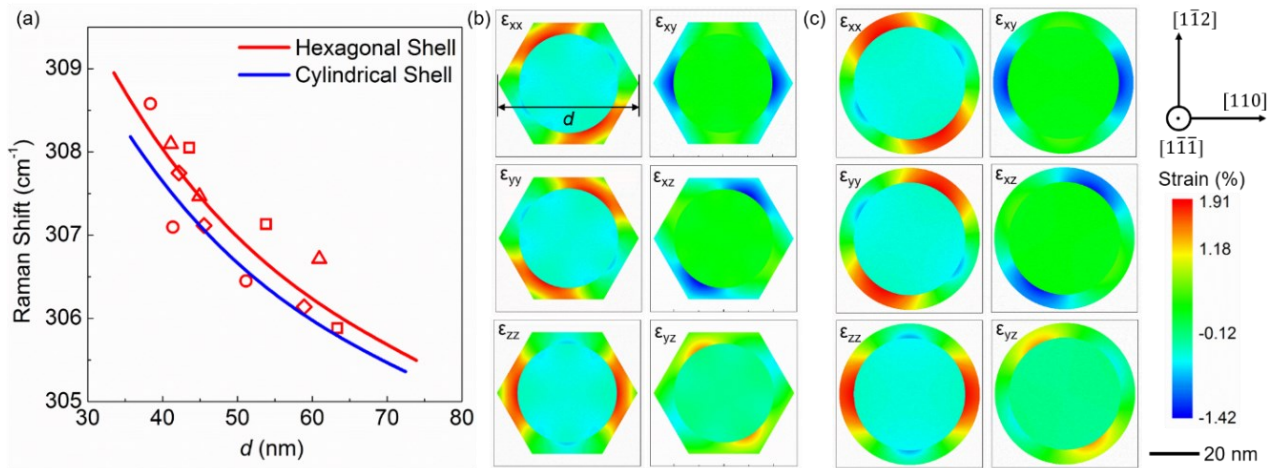 (a)
Hexagonal Shell
Cylindrical Shell
Raman Shift (cm⁻¹)
309
308
307
306
305
30 40 50 60 70 80
d (nm)
(b)
εxx
εxy
d
εyy
εxz
εzz
εyz
(c)
εxx
εxy
εyy
εxz
εzz
εyz
[11̅2]
[110]
[11̅1̅]
Strain (%)
1.91
1.18
-0.12
-1.42
20 nm